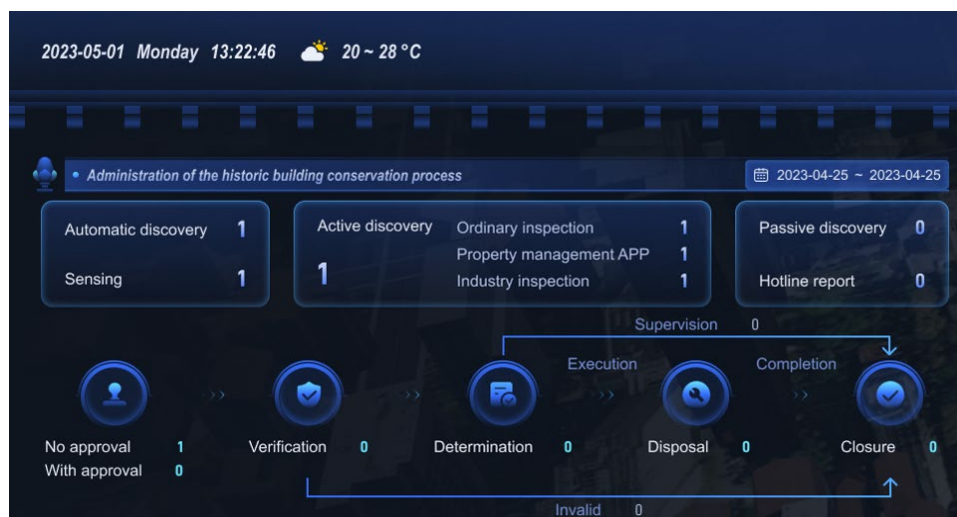 2023-05-01 Monday 13:22:46 20 ~ 28 °C
• Administration of the historic building conservation process 2023-04-25 ~ 2023-04-25
Automatic discovery 1
Sensing 1
Active discovery
1
Ordinary inspection 1
Property management APP 1
Industry inspection 1
Passive discovery 0
Hotline report 0
Supervision 0
Execution Completion
No approval 1
With approval 0
Verification 0
Determination 0
Disposal 0
Closure 0
Invalid 0